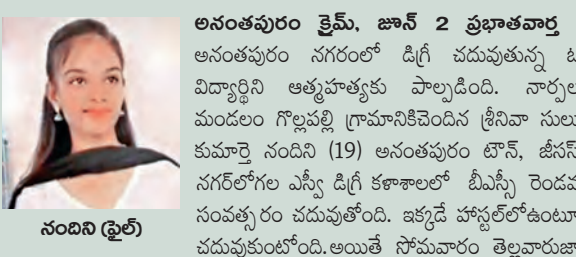 అనంతపురం క్రైమ్, జూన్ 2 ప్రభాతవార్త
అనంతపురం నగరంలో డిగ్రీ చదువుతున్న ఓ
విద్యార్థిని ఆత్మహత్యకు పాల్పడింది. నార్పల
మండలం గొల్లపల్లి గ్రామానికిచెందిన శ్రీనివా సులు
కుమార్తె నందిని (19) అనంతపురం టౌన్, జీసస్
నగర్‌లోగల ఎస్వీ డిగ్రీ కళాశాలలో బీఎస్సీ రెండవ
సంవత్స రం చదువుతోంది. ఇక్కడే హాస్టల్‌లోఉంటూ
చదువుకుంటోంది.అయితే సోమవారం తెల్లవారుజా
నందిని (ఫైల్)